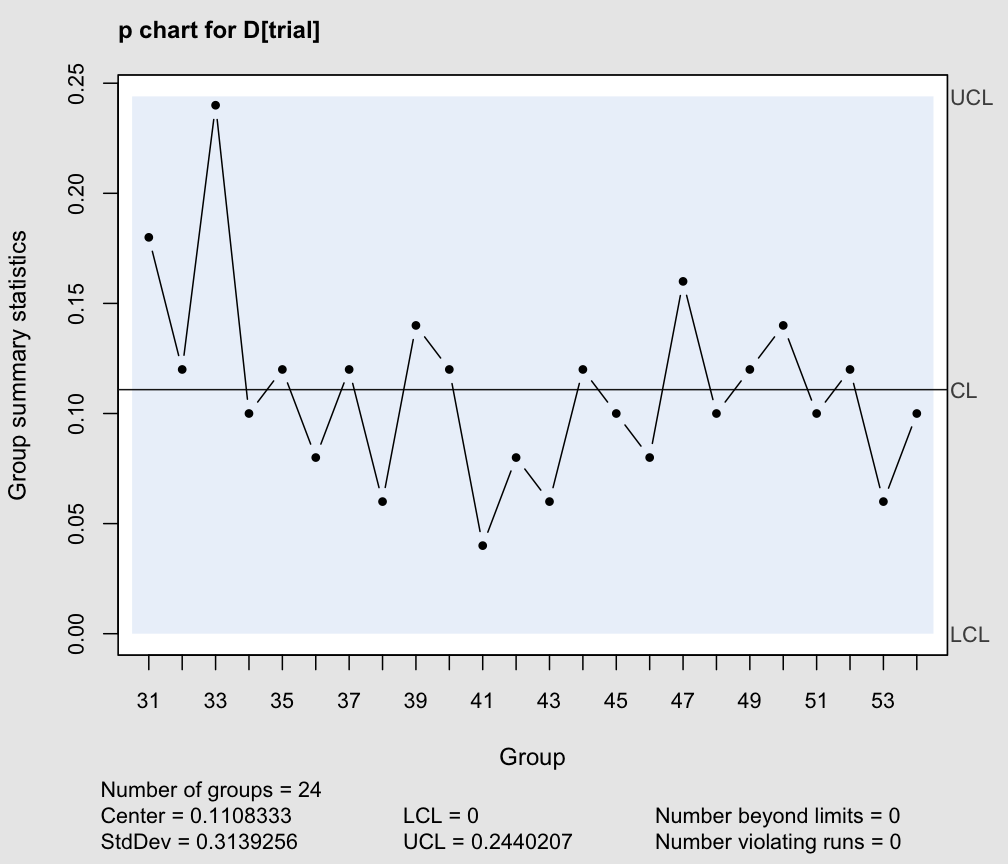 p chart for D[trial]
Group summary statistics
0.25
0.20
0.15
0.10
0.05
0.00
UCL
CL
LCL
31 33 35 37 39 41 43 45 47 49 51 53
Group
Number of groups = 24
Center = 0.1108333 LCL = 0 Number beyond limits = 0
StdDev = 0.3139256 UCL = 0.2440207 Number violating runs = 0